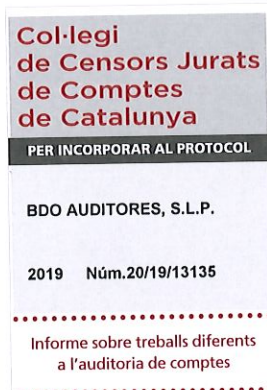 Col·legi
de Censors Jurats
de Comptes
de Catalunya
PER INCORPORAR AL PROTOCOL
BDO AUDITORES, S.L.P.
2019 Núm.20/19/13135
Informe sobre treballs diferents
a l'auditoria de comptes